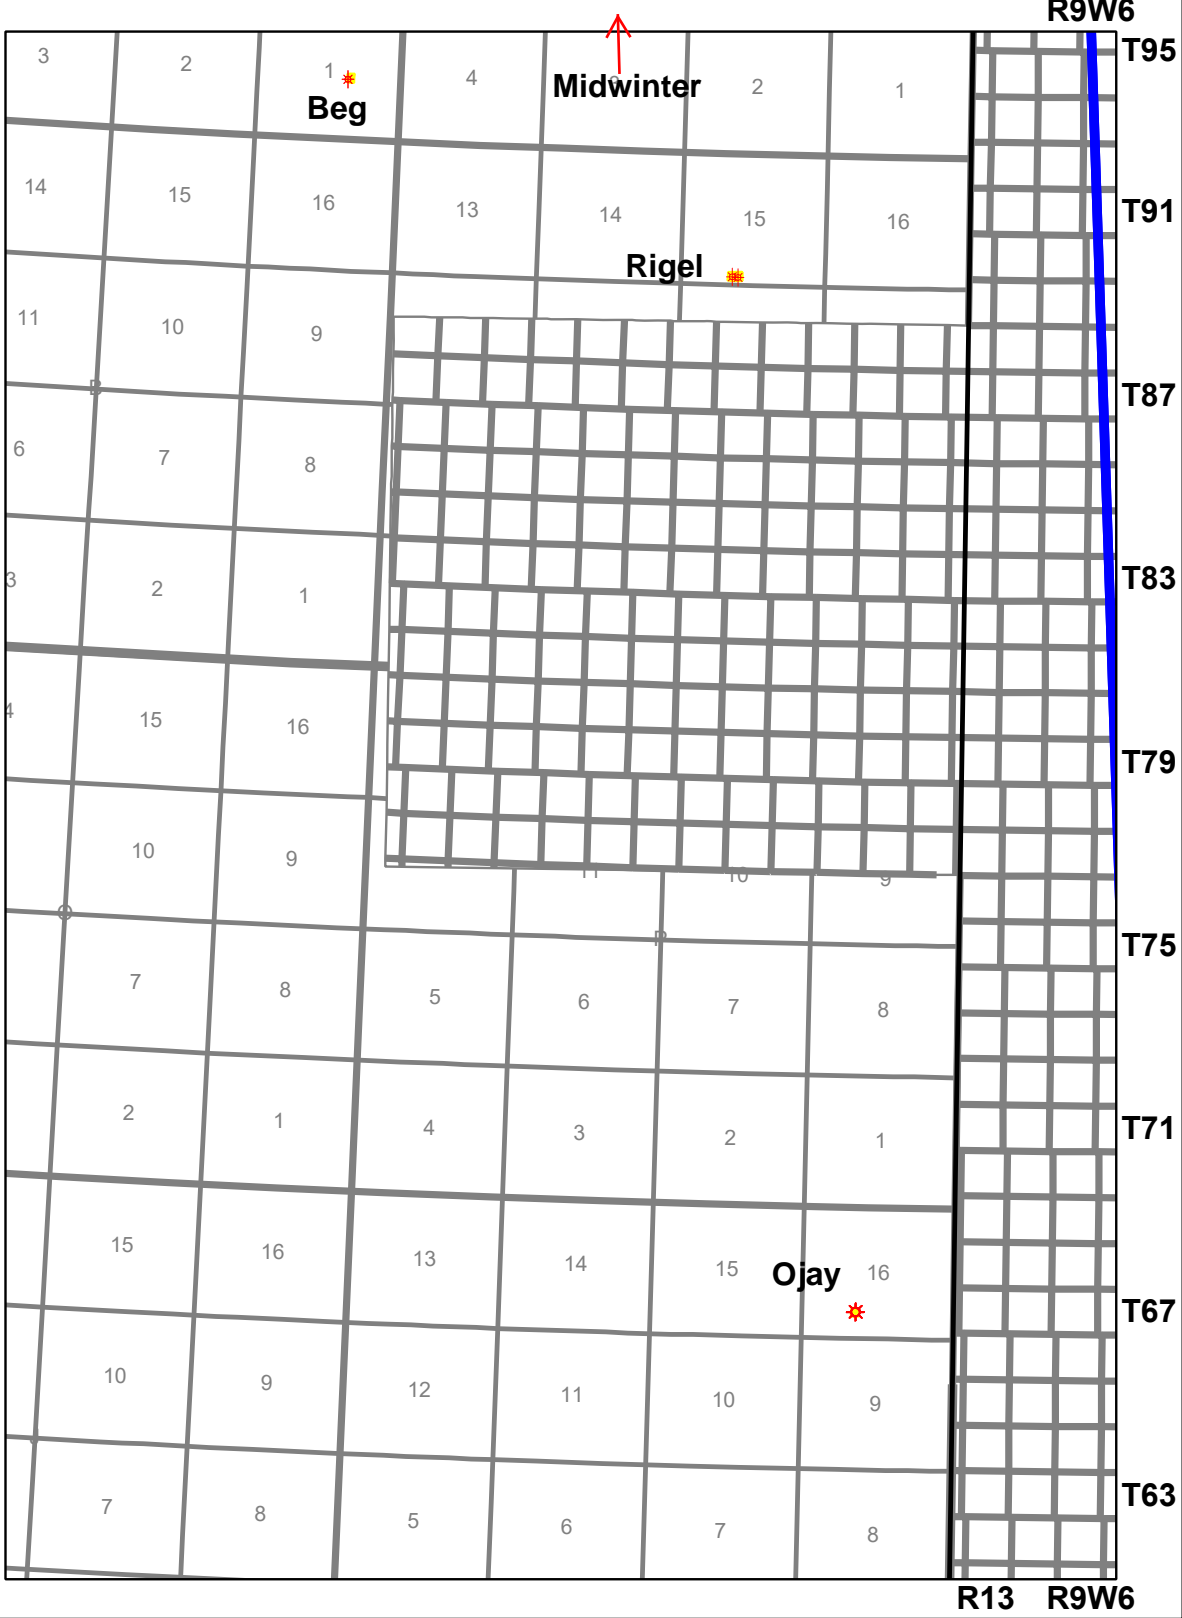 R9W6
T95
3 2 1 4 Midwinter 2 1
Beg
14 15 16 13 14 15 16 T91
Rigel
11 10 9
B
T87
6 7 8
T83
3 2 1
15 16
T79
10 9 11 10 9
O P
T75
7 8 5 6 7 8
2 1 4 3 2 1 T71
15 16 13 14 15 Ojay 16
T67
10 9 12 11 10 9
7 8 5 6 7 8 T63
R13 R9W6